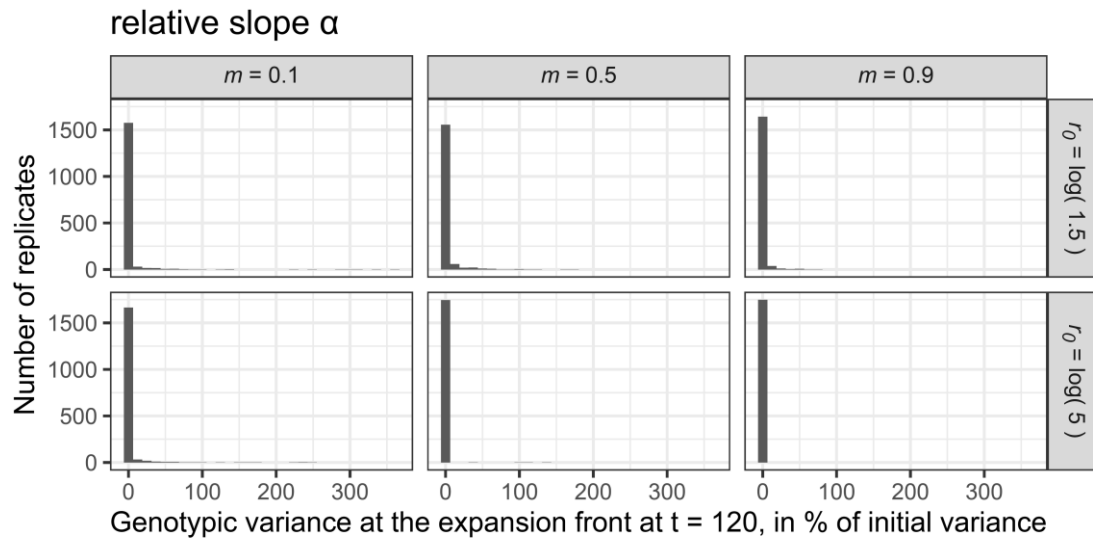 relative slope α
m = 0.1
m = 0.5
m = 0.9
Number of replicates
1500
1000
500
0
r0 = log( 1.5 )
1500
1000
500
0
r0 = log( 5 )
0 100 200 300
0 100 200 300
0 100 200 300
Genotypic variance at the expansion front at t = 120, in % of initial variance